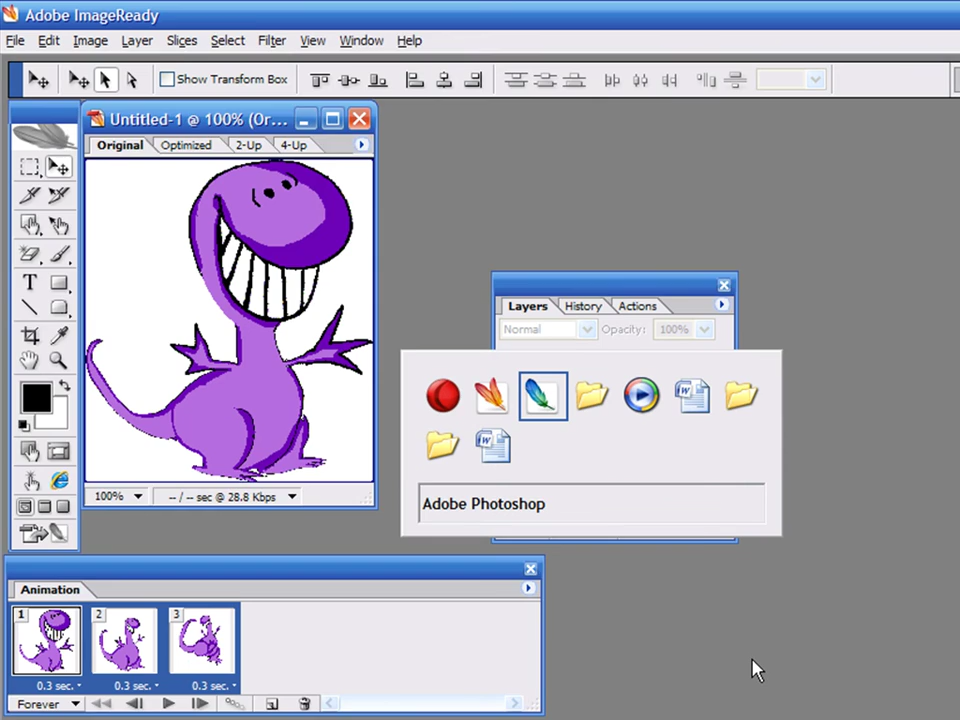 Adobe ImageReady
File Edit Image Layer Slices Select Filter View Window Help
Show Transform Box
Untitled-1 @ 100% (Or...
Original Optimized 2-Up 4-Up
Layers History Actions
Normal Opacity: 100%
Adobe Photoshop
100% -- / -- sec @ 28.8 Kbps
Animation
1 2 3
0.3 sec. 0.3 sec. 0.3 sec.
Forever